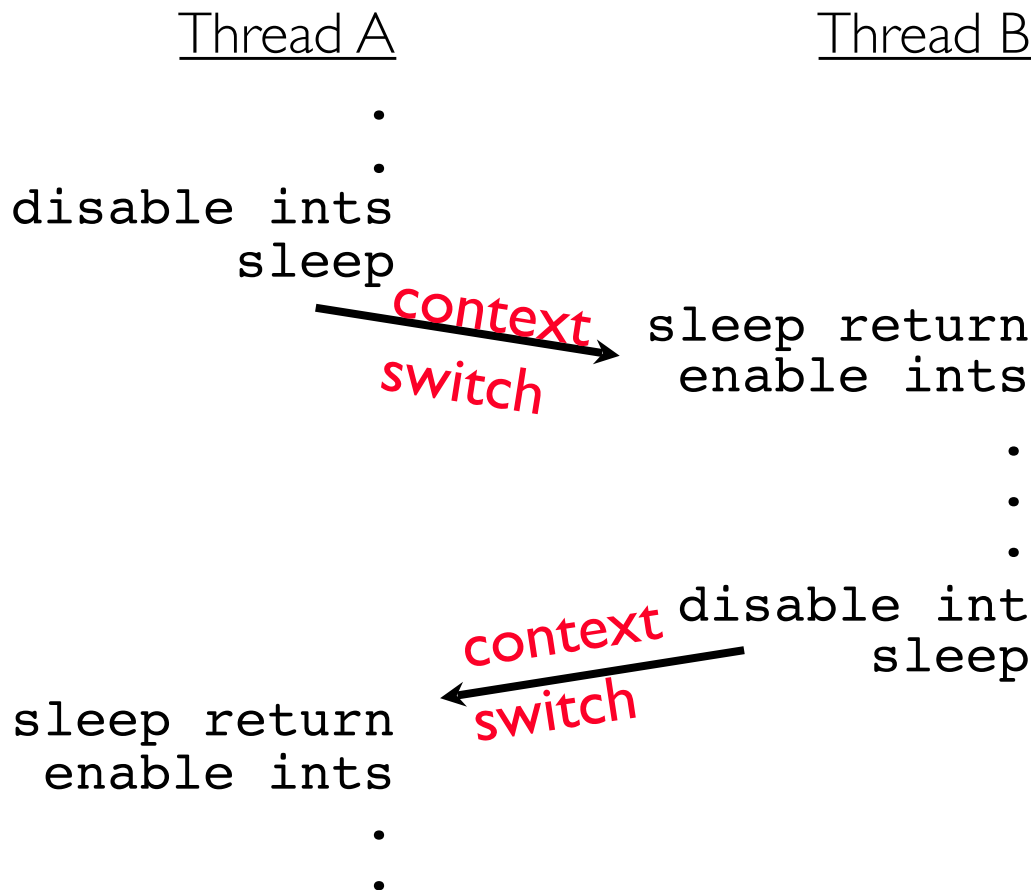 Thread A
Thread B
.
.
disable ints
sleep
context
switch
sleep return
enable ints
.
.
.
disable int
sleep
context
switch
sleep return
enable ints
.
.